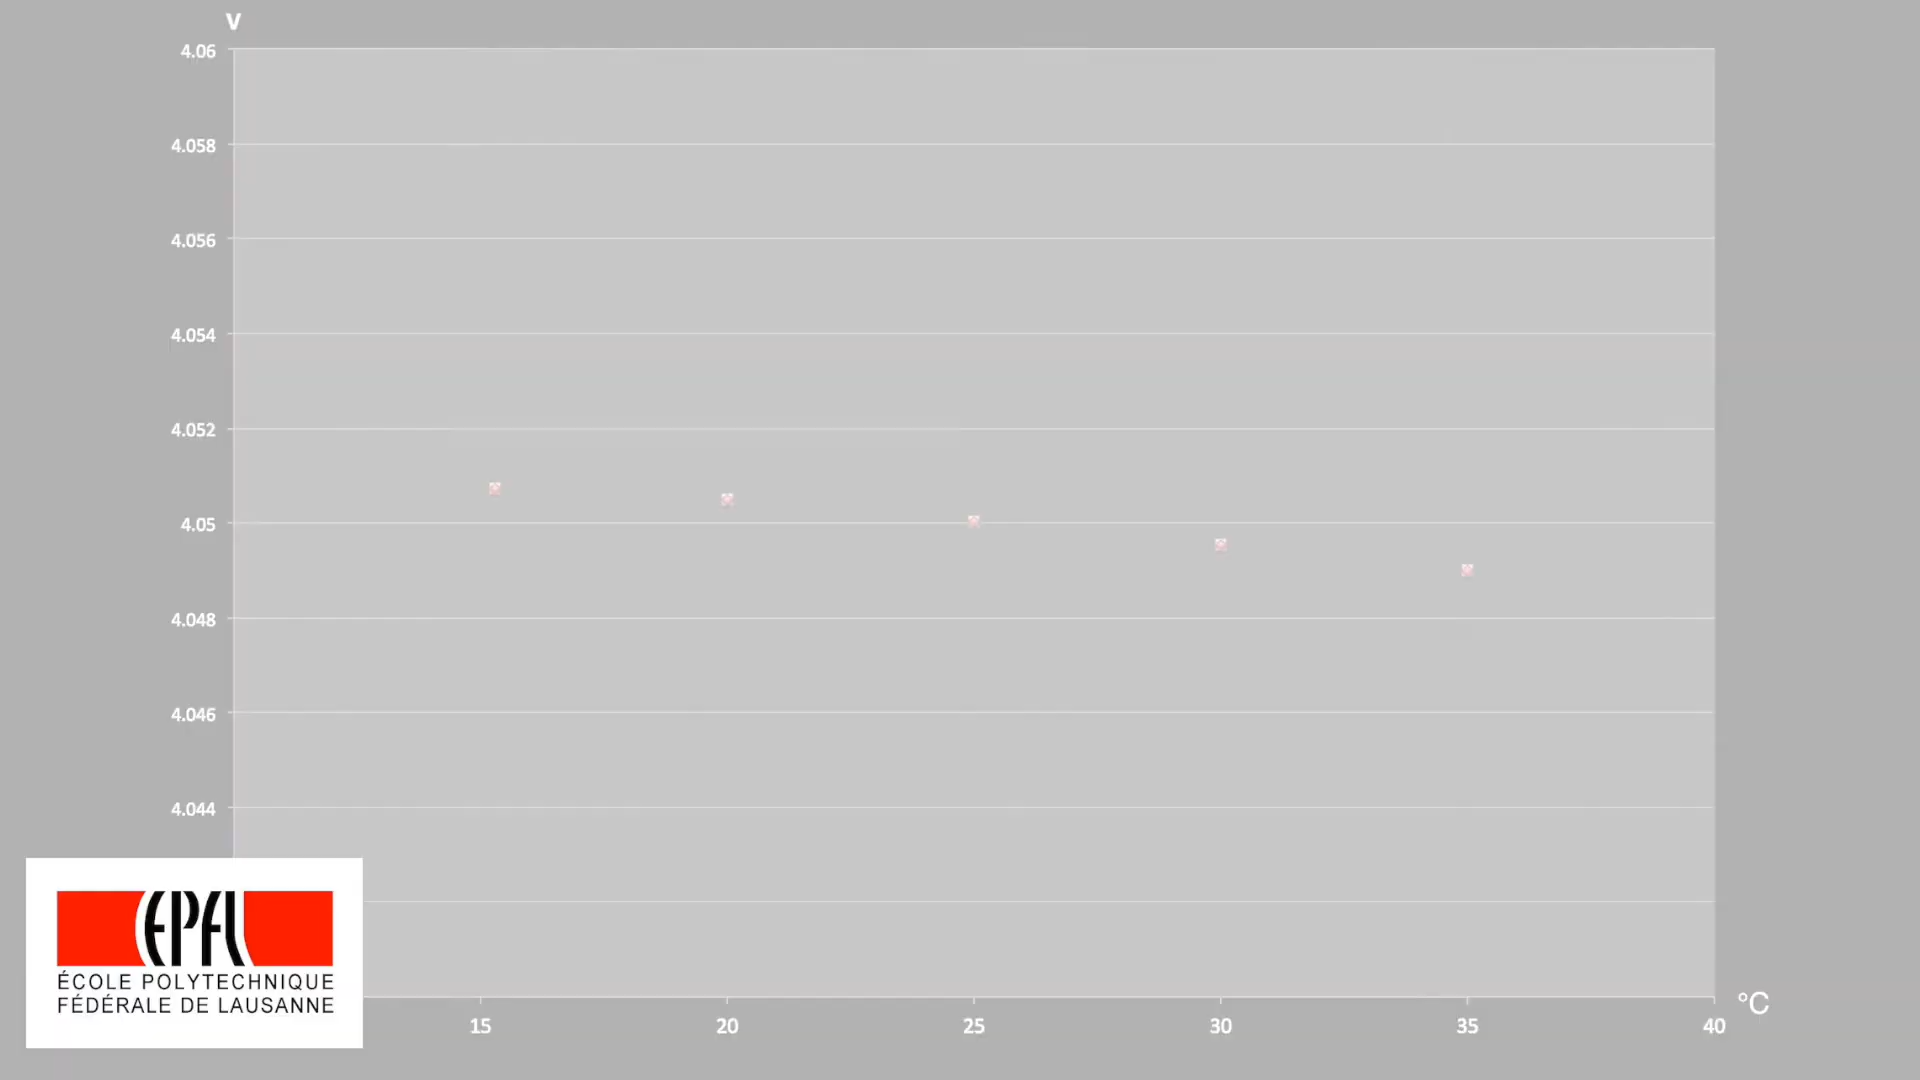 V
4.06
4.058
4.056
4.054
4.052
4.05
4.048
4.046
4.044
15 20 25 30 35 40 °C
EPFL
ÉCOLE POLYTECHNIQUE
FÉDÉRALE DE LAUSANNE